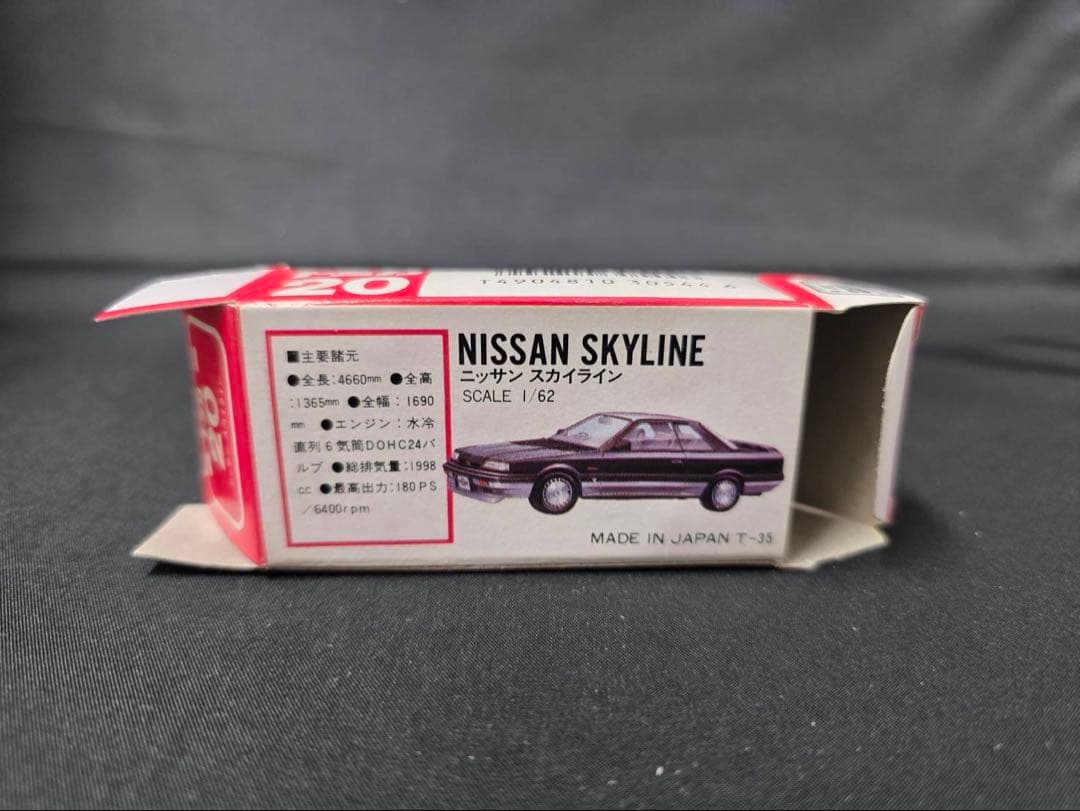 20
T4904810 305446
20
■主要諸元
●全長:4660mm ●全高
:1365mm ●全幅:1690
mm ●エンジン:水冷
直列6気筒DOHC24バ
ルブ ●総排気量:1998
cc ●最高出力:180PS
/6400rpm
NISSAN SKYLINE
ニッサン スカイライン
SCALE 1/62
MADE IN JAPAN T-35